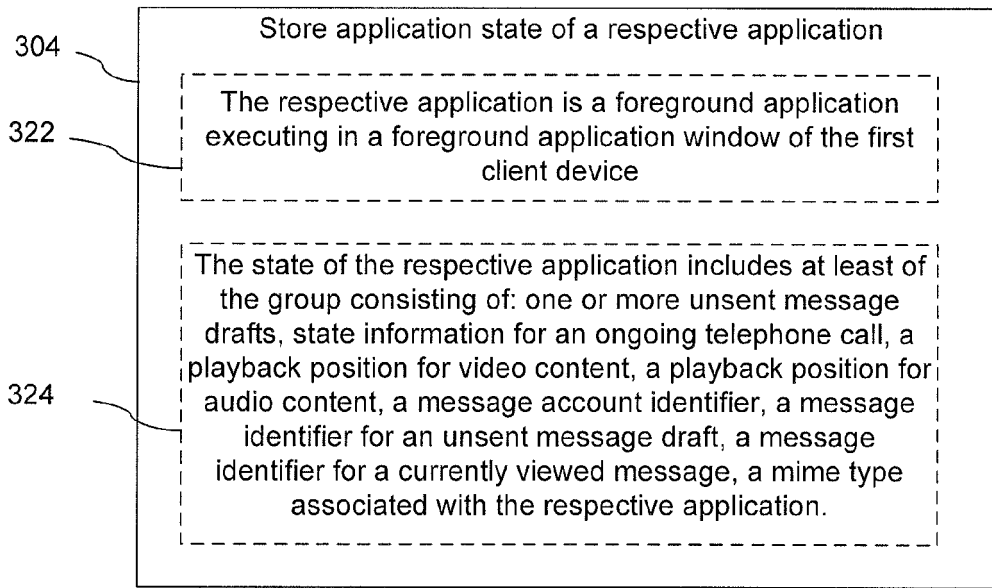 Store application state of a respective application
304
The respective application is a foreground application
executing in a foreground application window of the first
client device
322
The state of the respective application includes at least of
the group consisting of: one or more unsent message
drafts, state information for an ongoing telephone call, a
playback position for video content, a playback position for
audio content, a message account identifier, a message
identifier for an unsent message draft, a message
identifier for a currently viewed message, a mime type
associated with the respective application.
324